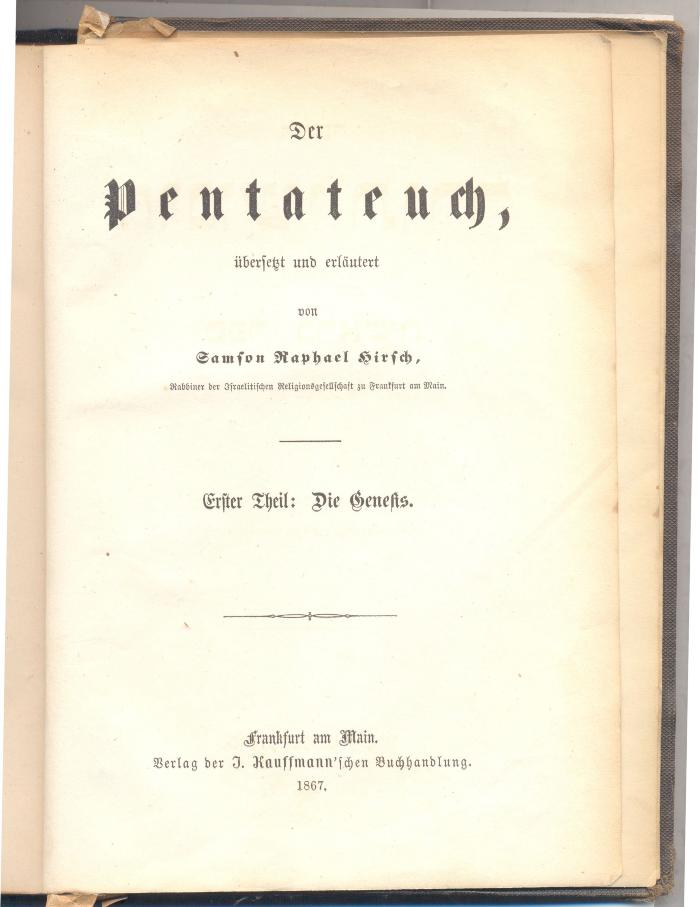 Der
Pentateuch,
übersetzt und erläutert
von
Samson Raphael Hirsch,
Rabbiner der Israelitischen Religionsgesellschaft zu Frankfurt am Main.
Erster Theil: Die Genesis.
Frankfurt am Main.
Verlag der J. Kauffmann'schen Buchhandlung.
1867.